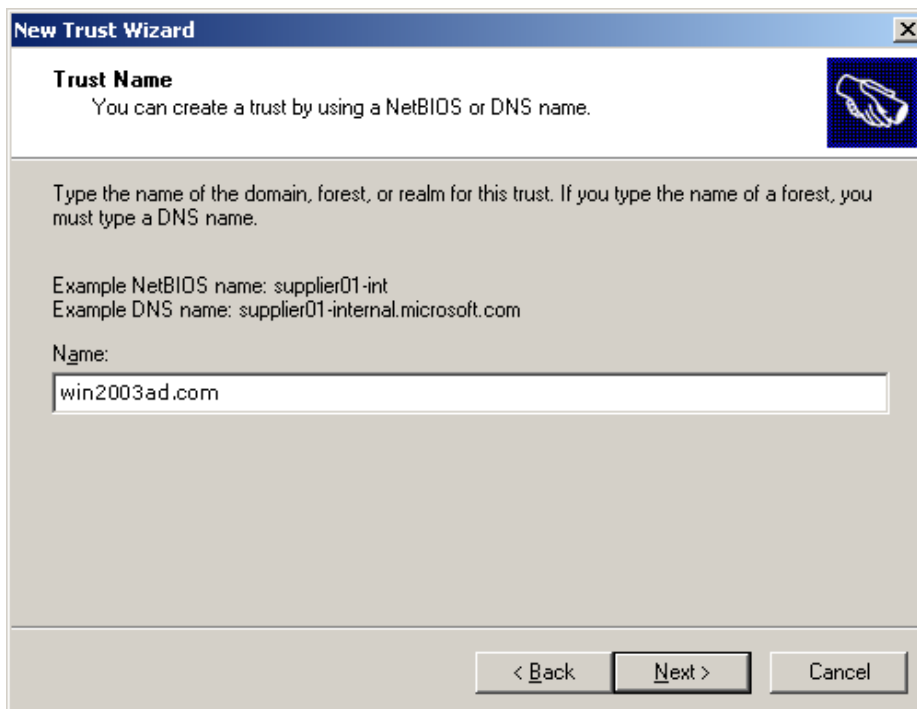 New Trust Wizard
Trust Name
You can create a trust by using a NetBIOS or DNS name.
Type the name of the domain, forest, or realm for this trust. If you type the name of a forest, you
must type a DNS name.
Example NetBIOS name: supplier01-int
Example DNS name: supplier01-internal.microsoft.com
Name:
win2003ad.com
< Back
Next >
Cancel